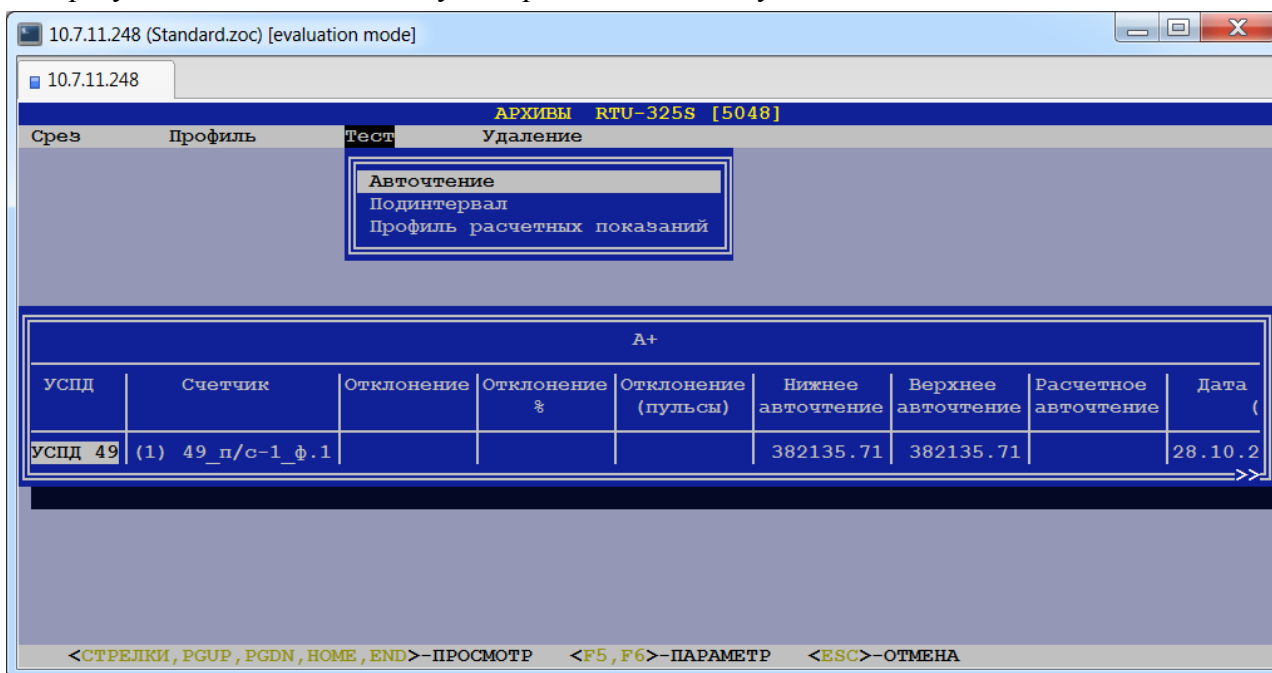 10.7.11.248 (Standard.zoc) [evaluation mode]
10.7.11.248
АРХИВЫ RTU-325S [5048]
Срез Профиль Тест Удаление
Авточтение
Подинтервал
Профиль расчетных показаний
A+
УСПД Счетчик Отклонение Отклонение Отклонение Нижнее Верхнее Расчетное Дата
% (пульсы) авточтение авточтение авточтение (
УСПД 49 (1) 49_п/с-1_ф.1 382135.71 382135.71 28.10.2
>>
<СТРЕЛКИ,PGUP,PGDN,HOME,END>-ПРОСМОТР <F5,F6>-ПАРАМЕТР <ESC>-ОТМЕНА